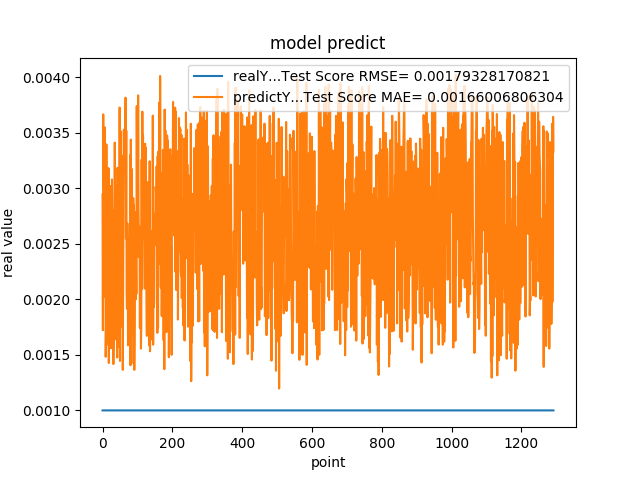 model predict
realY...Test Score RMSE= 0.00179328170821
predictY...Test Score MAE= 0.00166006806304
0.0040
0.0035
0.0030
0.0025
0.0020
0.0015
0.0010
real value
0 200 400 600 800 1000 1200
point